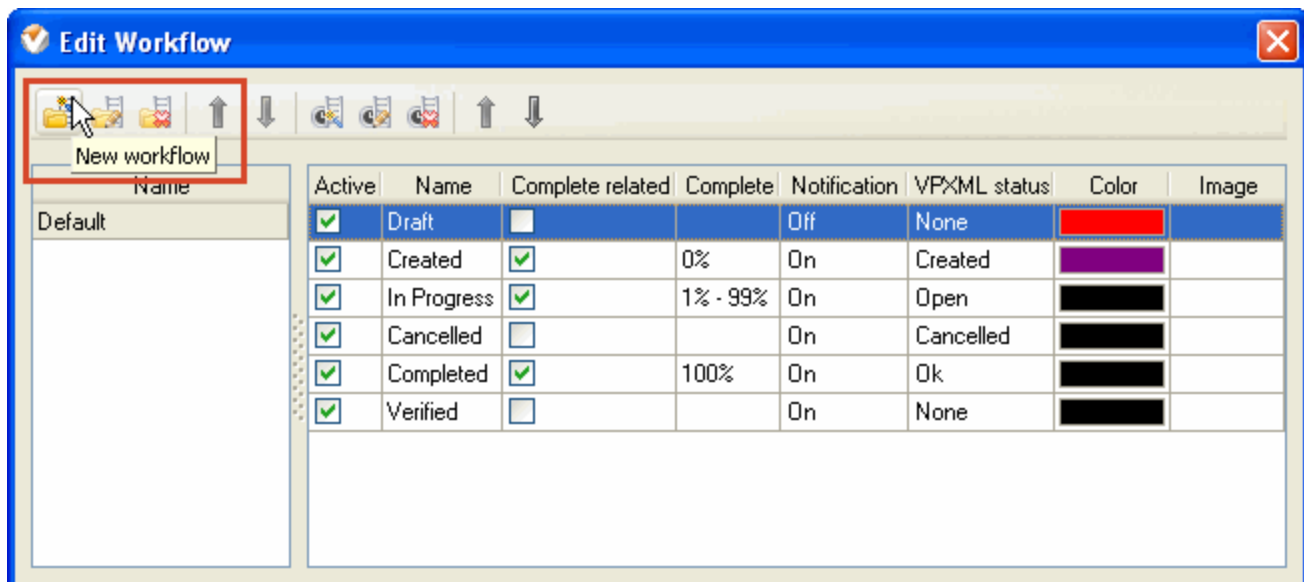 Edit Workflow
New workflow
Name
Default
Active Name Complete related Complete Notification VPXML status Color Image
Draft Off None
Created 0% On Created
In Progress 1% - 99% On Open
Cancelled On Cancelled
Completed 100% On Ok
Verified On None